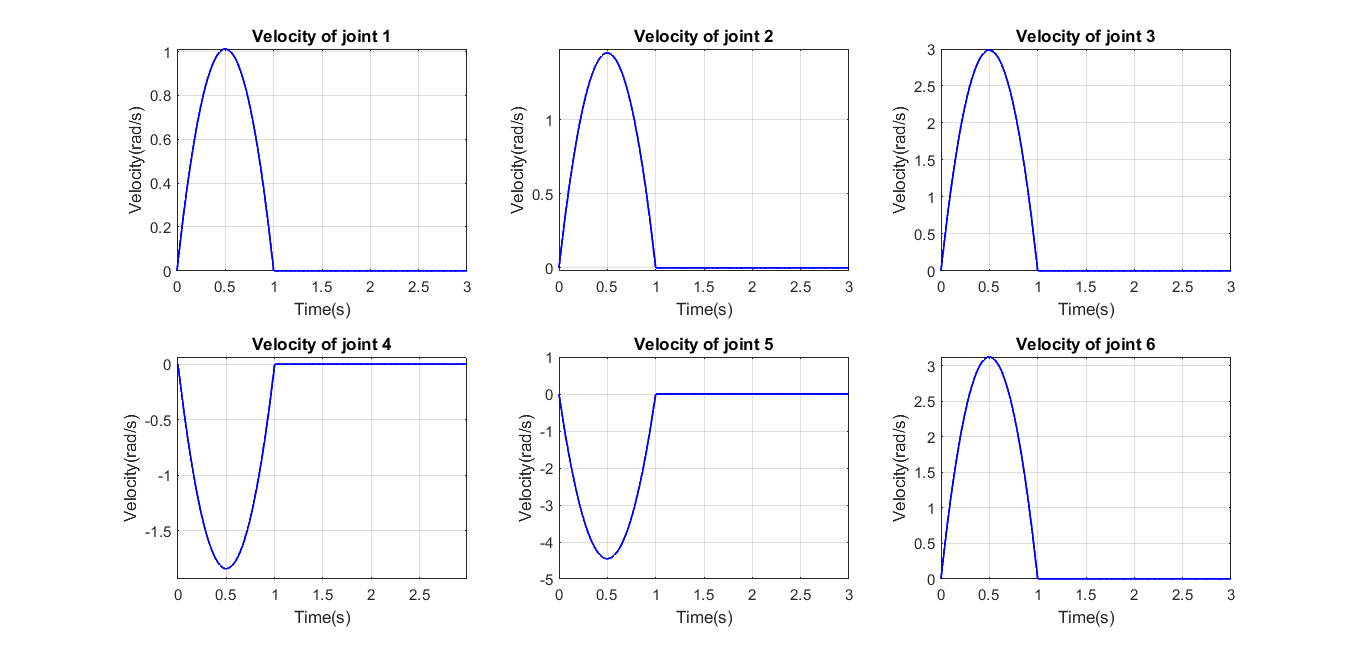 Velocity of joint 1
Velocity(rad/s)
1
0.8
0.6
0.4
0.2
0
0 0.5 1 1.5 2 2.5 3
Time(s)
Velocity of joint 2
Velocity(rad/s)
1
0.5
0
0 0.5 1 1.5 2 2.5 3
Time(s)
Velocity of joint 3
Velocity(rad/s)
3
2.5
2
1.5
1
0.5
0
0 0.5 1 1.5 2 2.5 3
Time(s)
Velocity of joint 4
Velocity(rad/s)
0
-0.5
-1
-1.5
0 0.5 1 1.5 2 2.5
Time(s)
Velocity of joint 5
Velocity(rad/s)
1
0
-1
-2
-3
-4
-5
0 0.5 1 1.5 2 2.5 3
Time(s)
Velocity of joint 6
Velocity(rad/s)
3
2.5
2
1.5
1
0.5
0
0 0.5 1 1.5 2 2.5 3
Time(s)